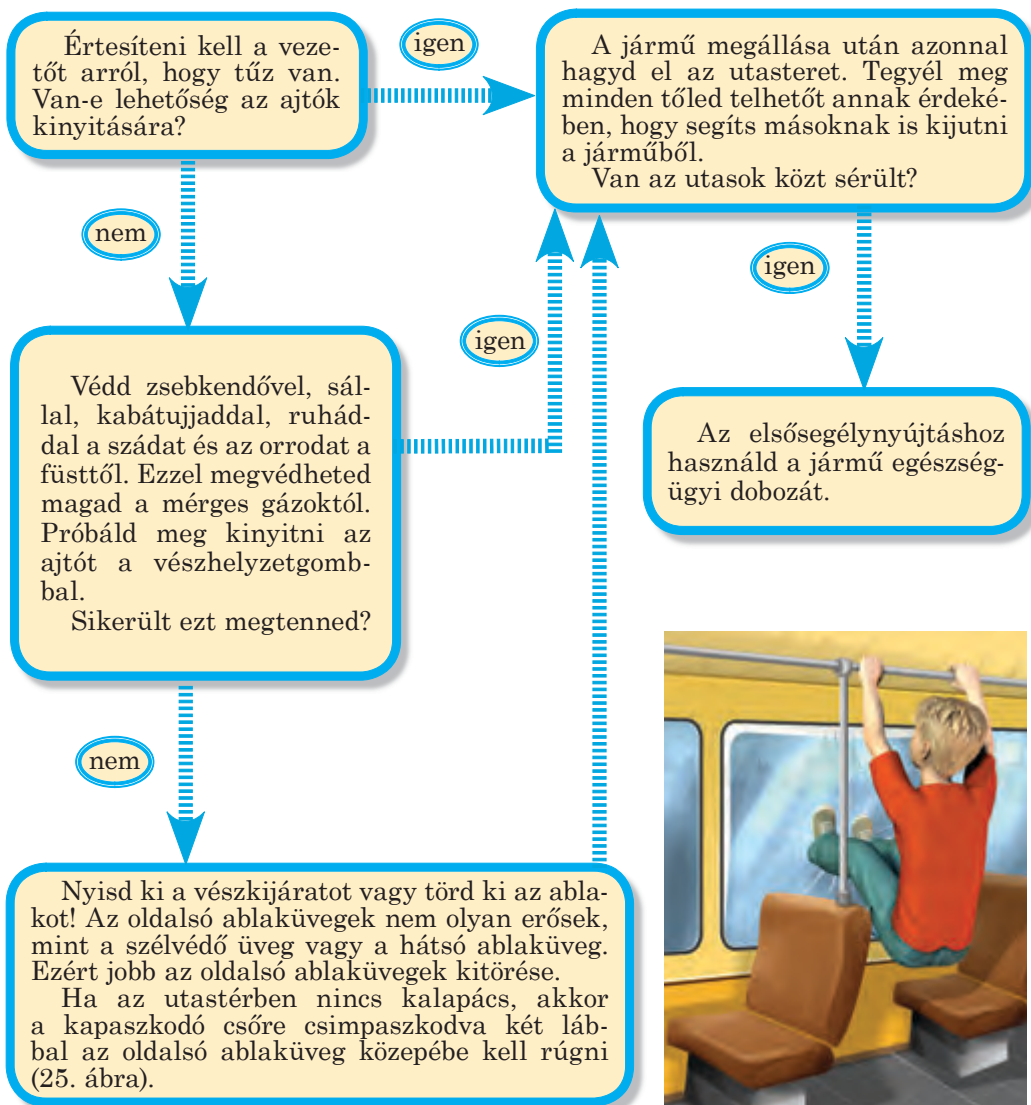 Értesíteni kell a veze-
tőt arról, hogy tűz van.
Van-e lehetőség az ajtók
kinyitására?
igen
A jármű megállása után azonnal
hagyd el az utasteret. Tegyél meg
minden tőled telhetőt annak érdeké-
ben, hogy segíts másoknak is kijutni
a járműből.
Van az utasok közt sérült?
nem
igen
igen
Védd zsebkendővel, sál-
lal, kabátujjaddal, ruhád-
dal a szádat és az orrodat a
füsttől. Ezzel megvédheted
magad a mérges gázoktól.
Próbáld meg kinyitni az
ajtót a vészhelyzetgomb-
bal.
Sikerült ezt megtenned?
Az elsősegélynyújtáshoz
használd a jármű egészség-
ügyi dobozát.
nem
Nyisd ki a vészkijáratot vagy törd ki az abla-
kot! Az oldalsó ablaküvegek nem olyan erősek,
mint a szélvédő üveg vagy a hátsó ablaküveg.
Ezért jobb az oldalsó ablaküvegek kitörése.
Ha az utastérben nincs kalapács, akkor
a kapaszkodó csőre csimpaszkodva két láb-
bal az oldalsó ablaküveg közepébe kell rúgni
(25. ábra).